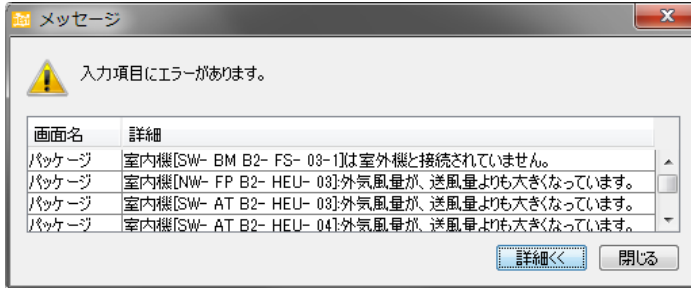 メッセージ
入力項目にエラーがあります。
画面名 詳細
パッケージ 室内機[SW- BM B2- FS- 03-1]は室外機と接続されていません。
パッケージ 室内機[NW- FP B2- HEU- 03]:外気風量が、送風量よりも大きくなっています。
パッケージ 室内機[SW- AT B2- HEU- 03]:外気風量が、送風量よりも大きくなっています。
パッケージ 室内機[SW- AT B2- HEU- 04]:外気風量が、送風量よりも大きくなっています。
詳細<< 閉じる